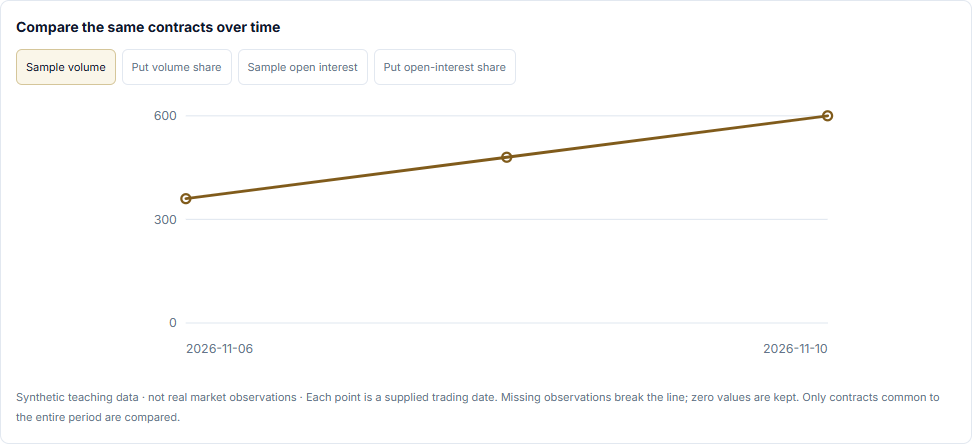 Compare the same contracts over time
Sample volume
Put volume share
Sample open interest
Put open-interest share
600
300
0
2026-11-06
2026-11-10
Synthetic teaching data · not real market observations · Each point is a supplied trading date. Missing observations break the line; zero values are kept. Only contracts common to
the entire period are compared.